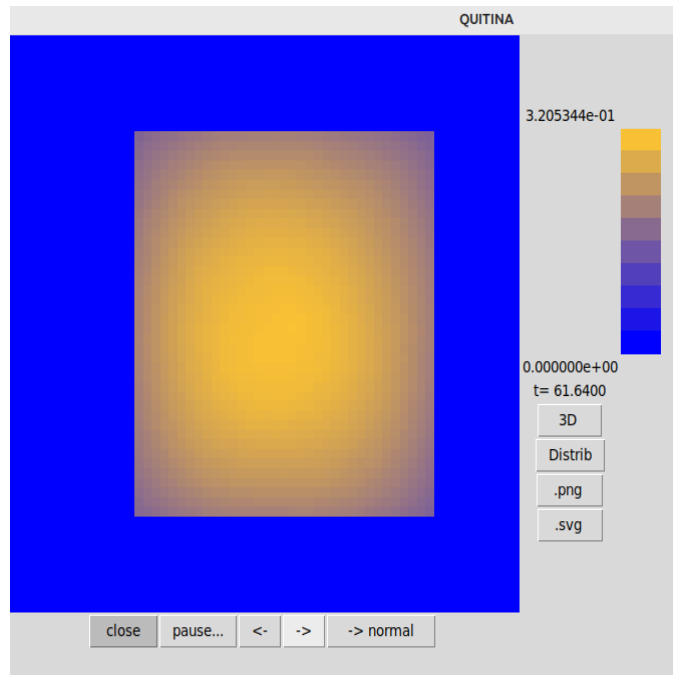 QUITINA
3.205344e-01
0.000000e+00
t= 61.6400
3D
Distrib
.png
.svg
close
pause...
<-
->
-> normal